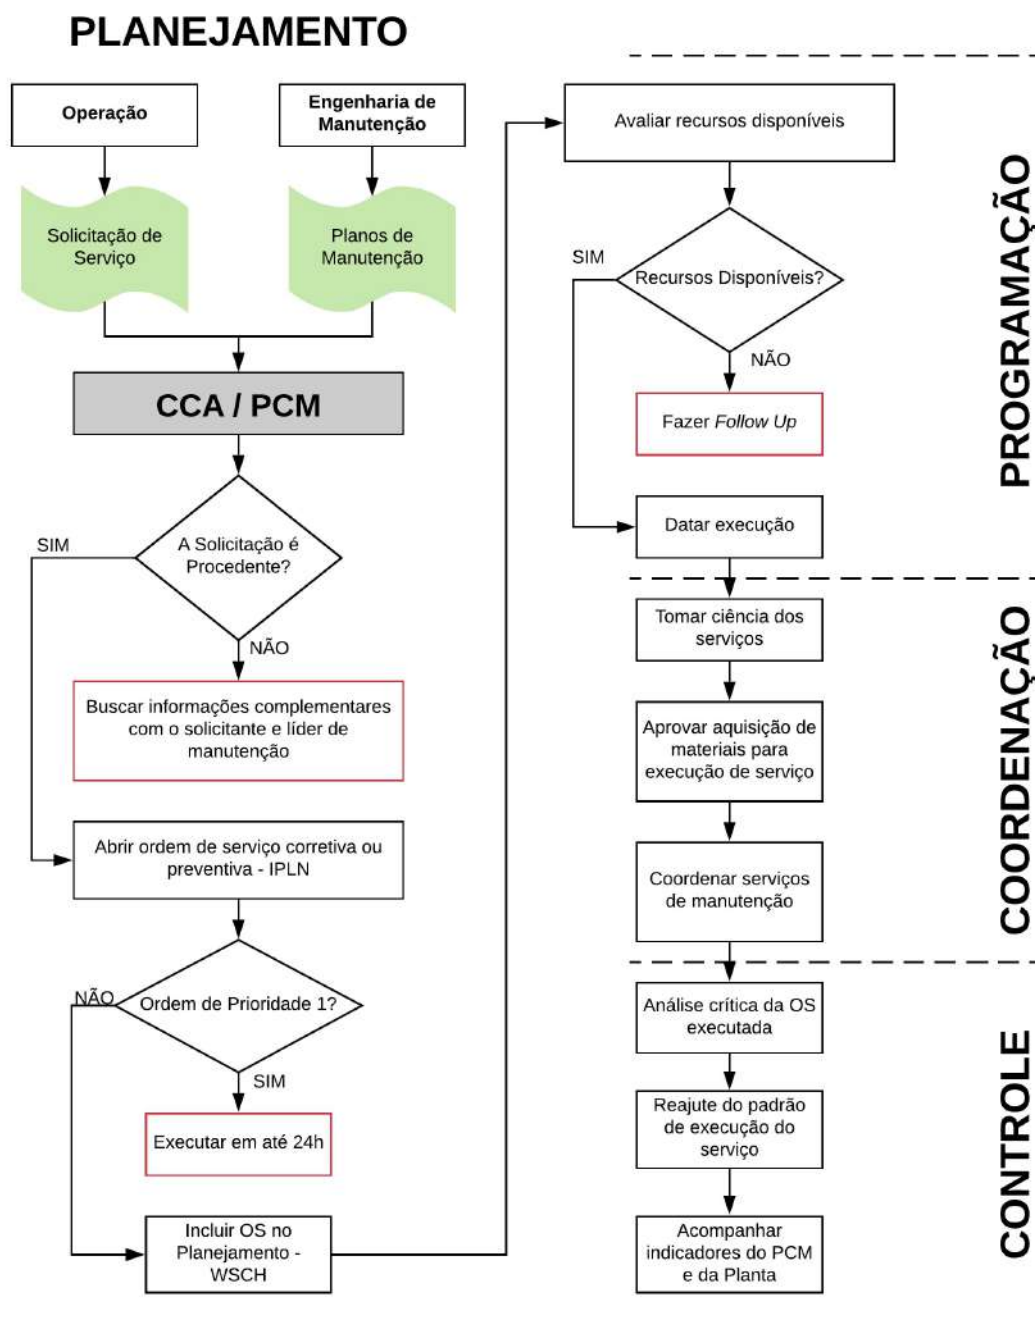 PLANEJAMENTO
Operação
Engenharia de
Manutenção
Solicitação de
Serviço
Planos de
Manutenção
CCA / PCM
A Solicitação é
Procedente?
SIM
NÃO
Buscar informações complementares
com o solicitante e líder de
manutenção
Abrir ordem de serviço corretiva ou
preventiva - IPLN
NÃO
Ordem de Prioridade 1?
SIM
Executar em até 24h
Incluir OS no
Planejamento -
WSCH
PROGRAMAÇÃO
Avaliar recursos disponíveis
SIM
Recursos Disponíveis?
NÃO
Fazer Follow Up
Datar execução
COORDENAÇÃO
Tomar ciência dos
serviços
Aprovar aquisição de
materiais para
execução de serviço
Coordenar serviços
de manutenção
CONTROLE
Análise crítica da OS
executada
Reajute do padrão
de execução do
serviço
Acompanhar
indicadores do PCM
e da Planta